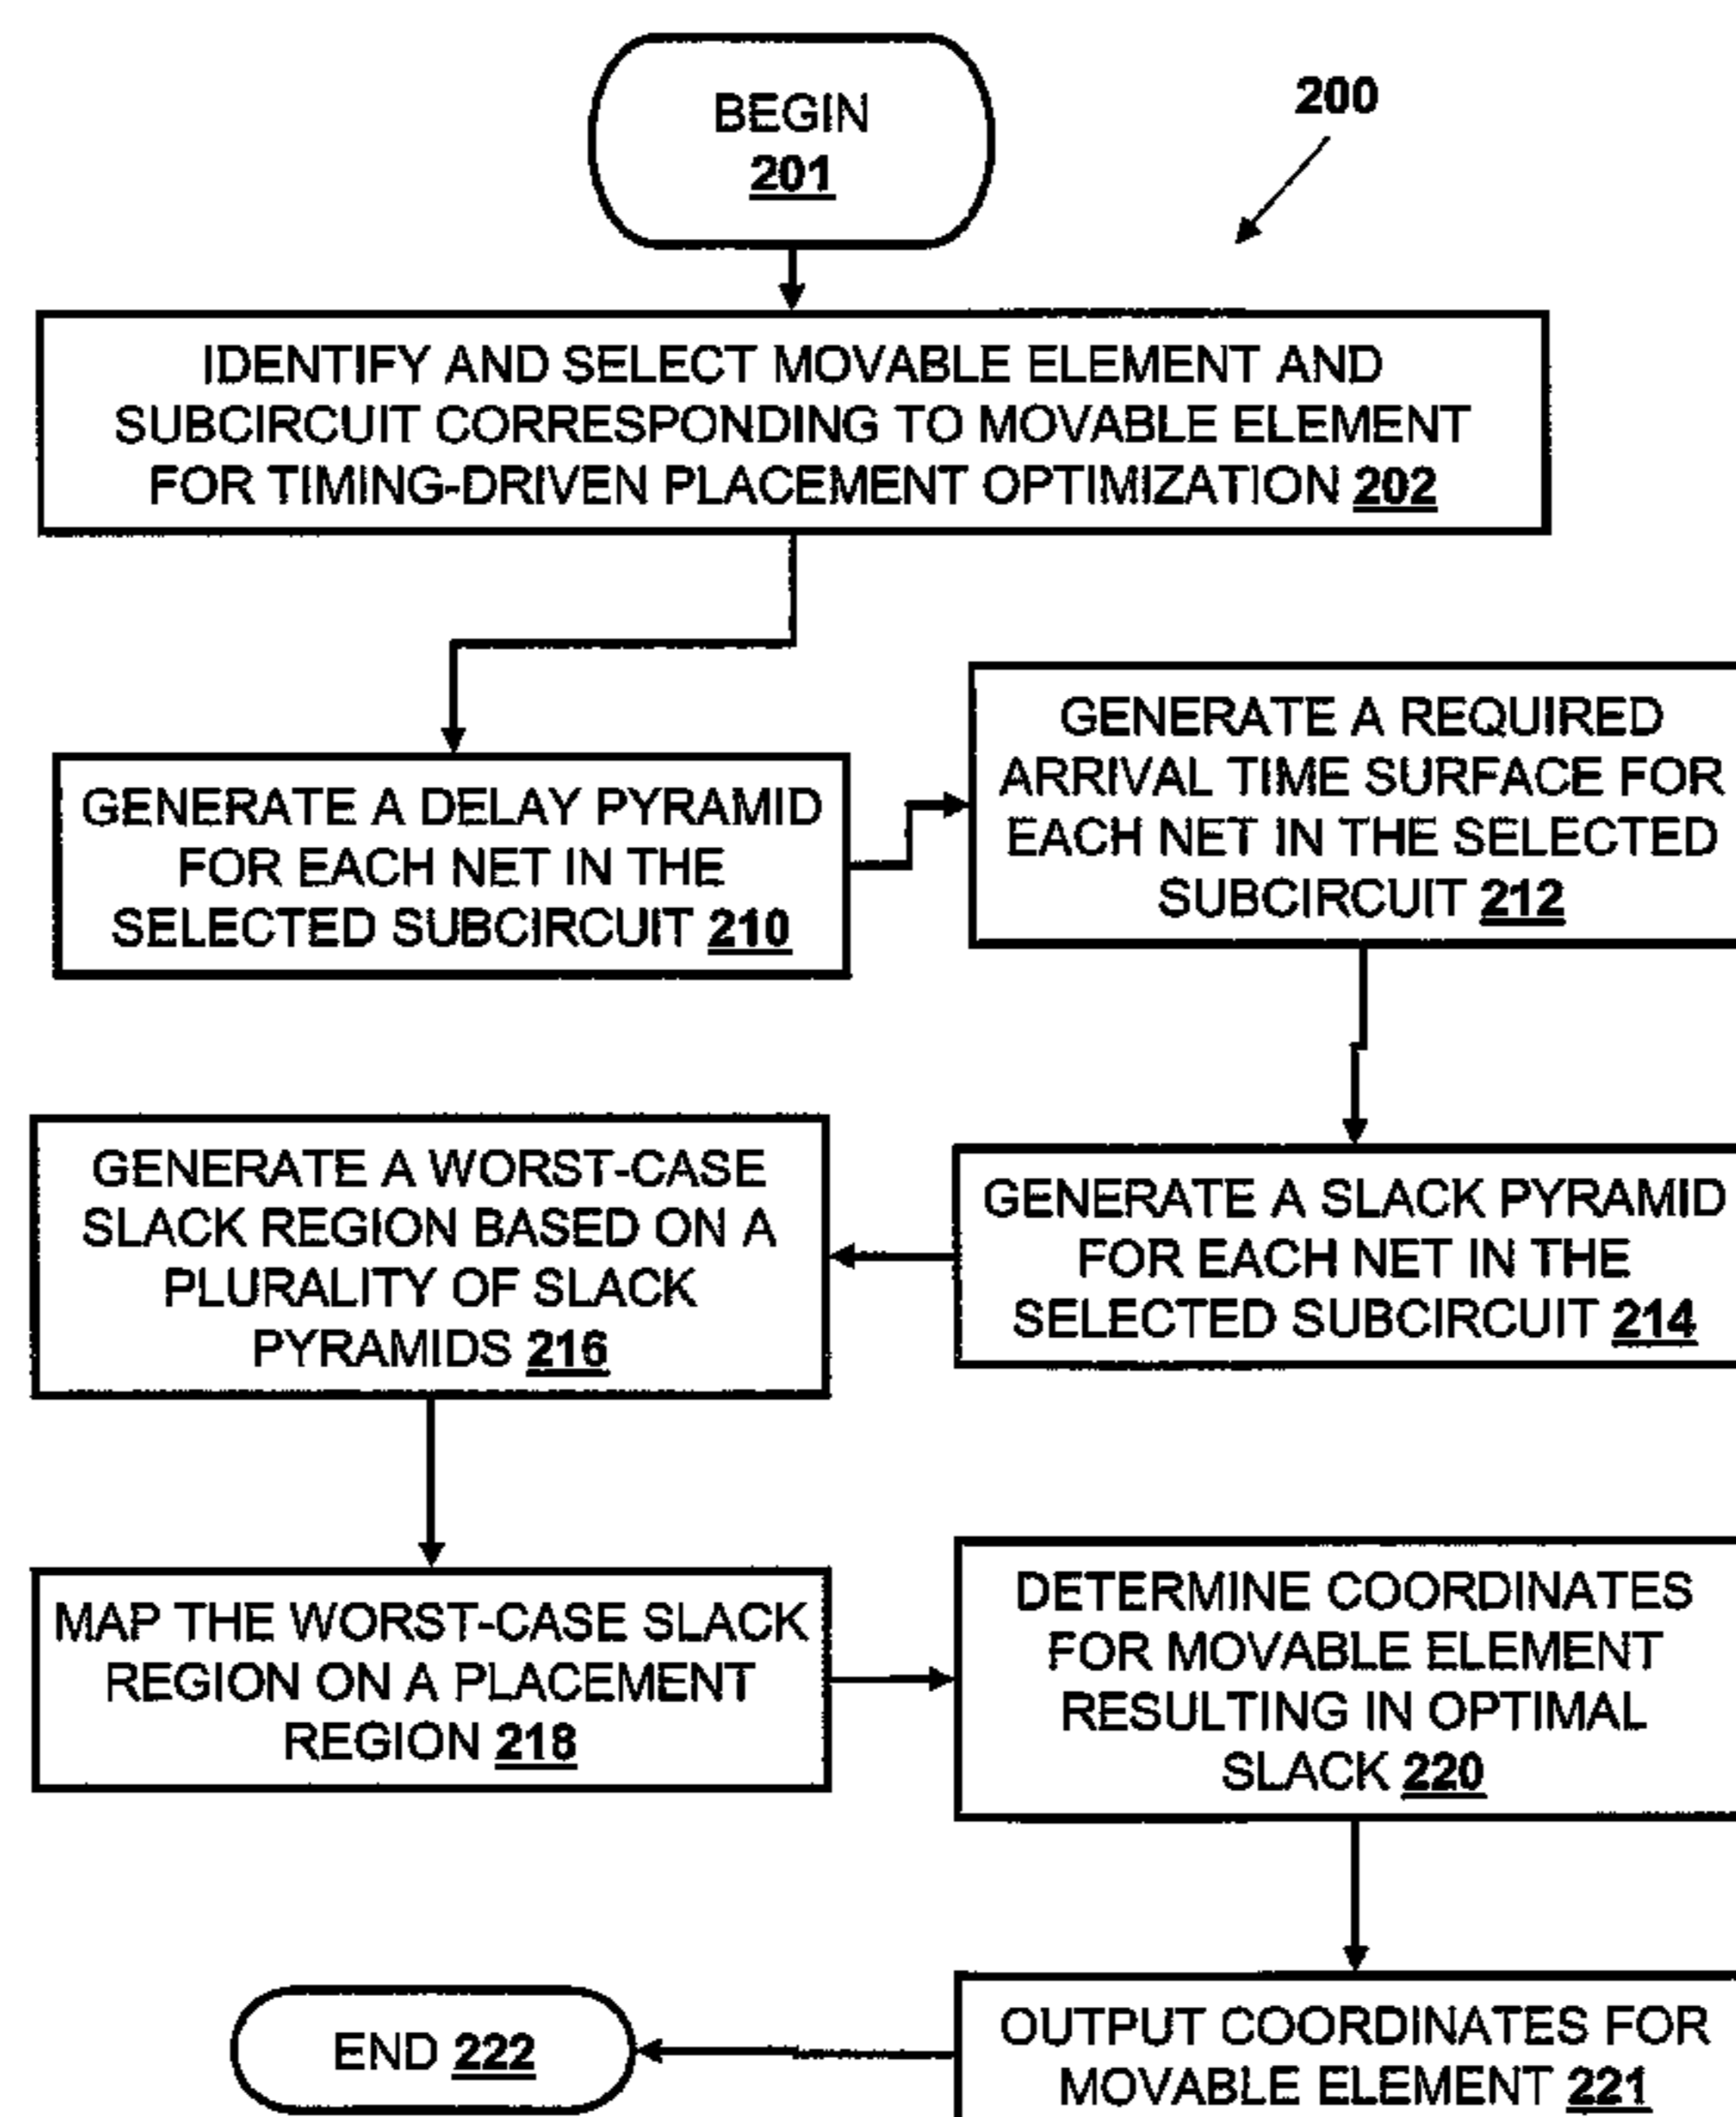 BEGIN
201
200
IDENTIFY AND SELECT MOVABLE ELEMENT AND
SUBCIRCUIT CORRESPONDING TO MOVABLE ELEMENT
FOR TIMING-DRIVEN PLACEMENT OPTIMIZATION 202
GENERATE A DELAY PYRAMID
FOR EACH NET IN THE
SELECTED SUBCIRCUIT 210
GENERATE A REQUIRED
ARRIVAL TIME SURFACE FOR
EACH NET IN THE SELECTED
SUBCIRCUIT 212
GENERATE A SLACK PYRAMID
FOR EACH NET IN THE
SELECTED SUBCIRCUIT 214
GENERATE A WORST-CASE
SLACK REGION BASED ON A
PLURALITY OF SLACK
PYRAMIDS 216
MAP THE WORST-CASE SLACK
REGION ON A PLACEMENT
REGION 218
DETERMINE COORDINATES
FOR MOVABLE ELEMENT
RESULTING IN OPTIMAL
SLACK 220
OUTPUT COORDINATES FOR
MOVABLE ELEMENT 221
END 222